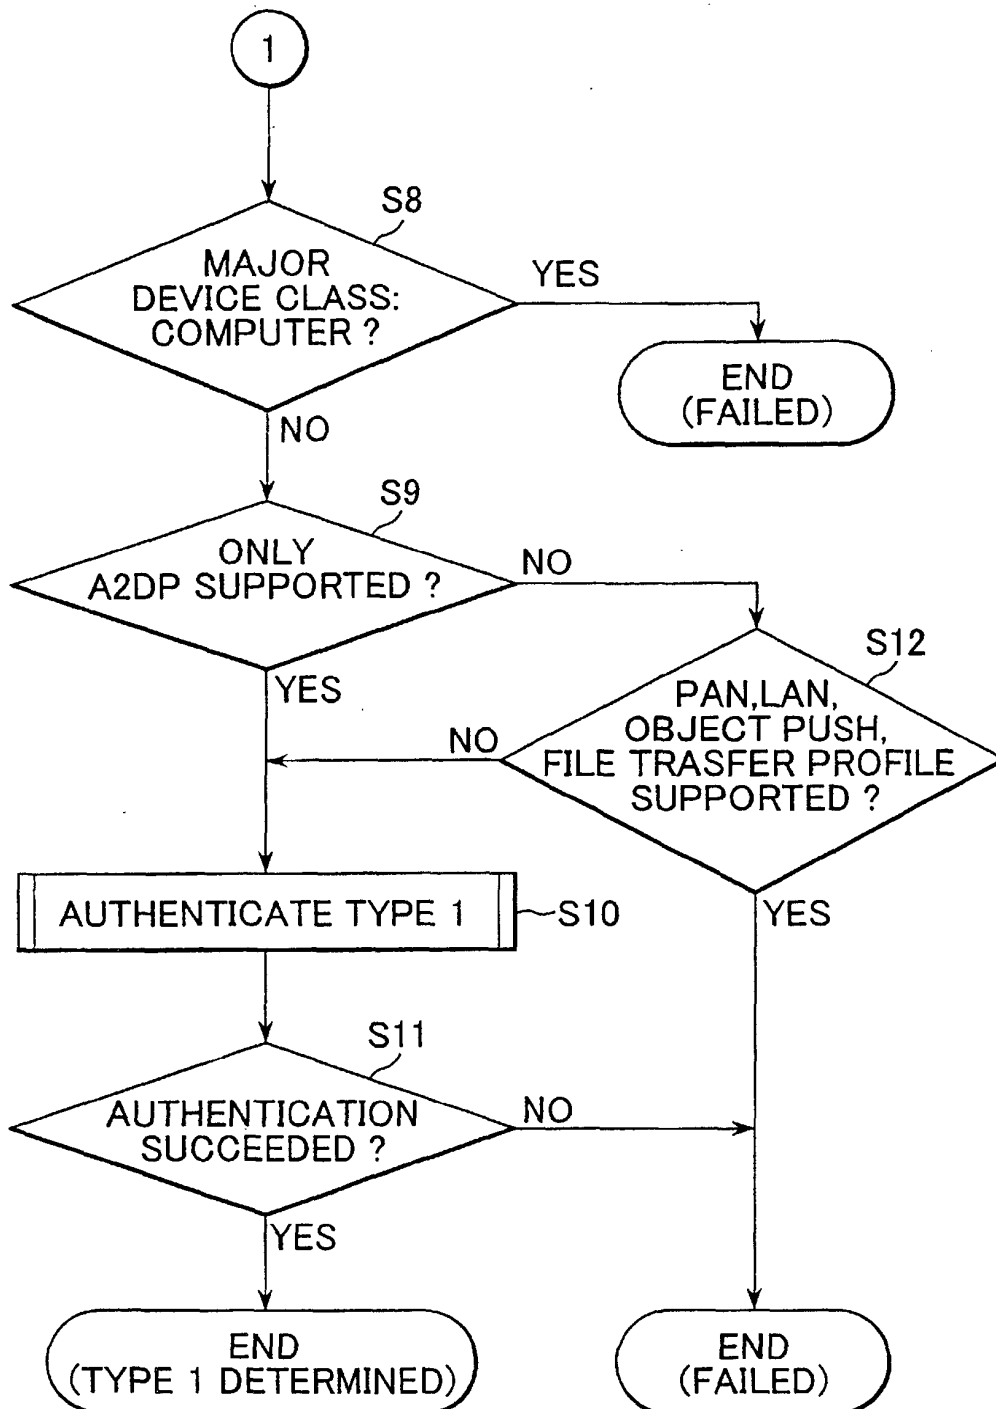 1
S8
MAJOR
DEVICE CLASS:
COMPUTER ?
YES
END
(FAILED)
NO
S9
ONLY
A2DP SUPPORTED ?
NO
YES
S12
PAN,LAN,
OBJECT PUSH,
FILE TRASFER PROFILE
SUPPORTED ?
NO
YES
AUTHENTICATE TYPE 1
S10
S11
AUTHENTICATION
SUCCEEDED ?
NO
YES
END
(TYPE 1 DETERMINED)
END
(FAILED)